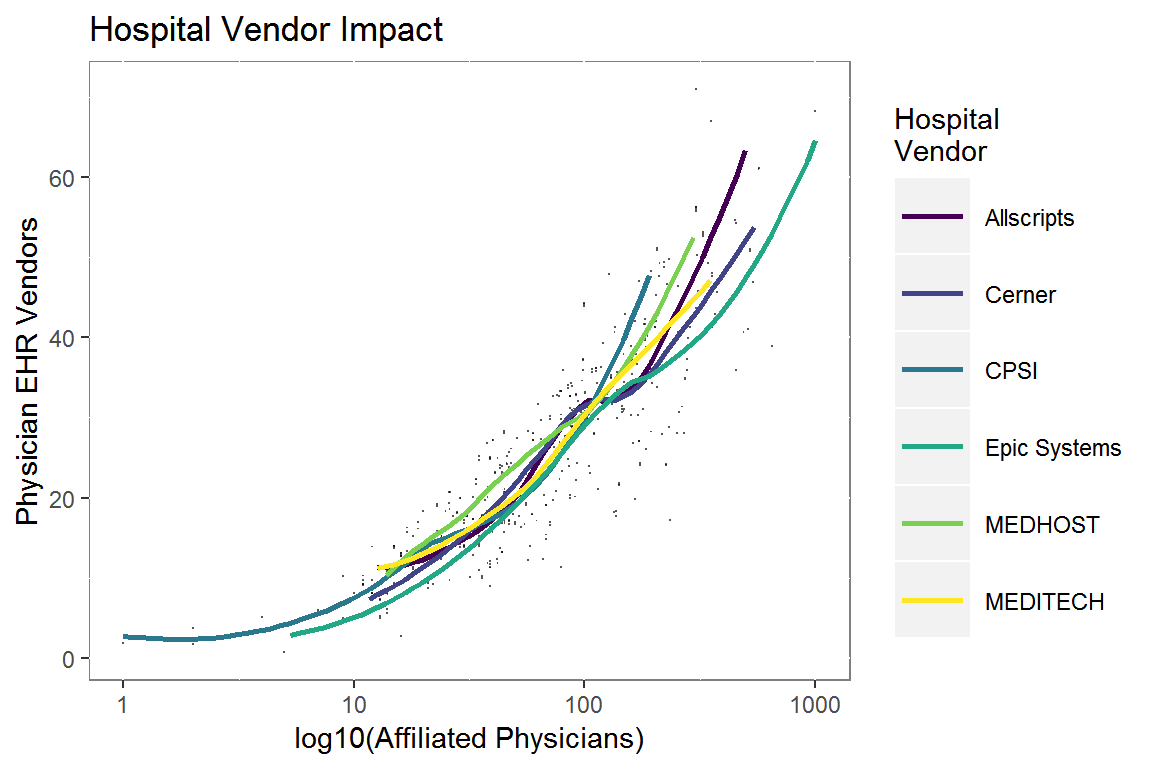 Hospital Vendor Impact
Physician EHR Vendors
60
40
20
0
1
10
100
1000
log10(Affiliated Physicians)
Hospital
Vendor
Allscripts
Cerner
CPSI
Epic Systems
MEDHOST
MEDITECH